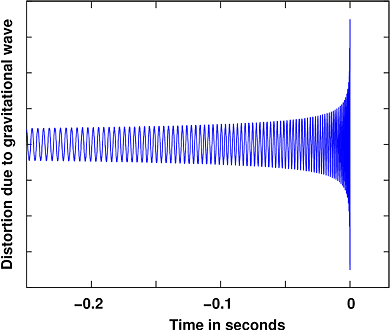 Distortion due to gravitational wave
−0.2
−0.1
0
Time in seconds